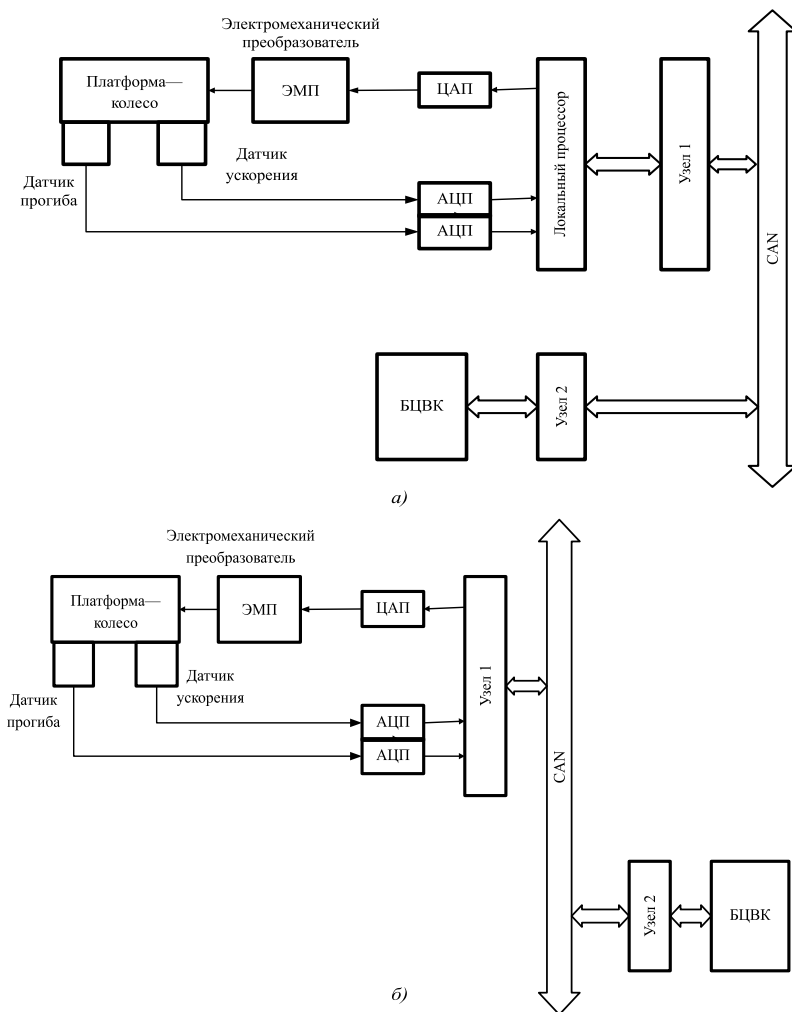 Электромеханический
преобразователь
Платформа—
колесо
ЭМП
ЦАП
Датчик
ускорения
Датчик
прогиба
АЦП
АЦП
Локальный процессор
Узел 1
CAN
БЦВК
Узел 2
а)
Электромеханический
преобразователь
Платформа—
колесо
ЭМП
ЦАП
Датчик
ускорения
Датчик
прогиба
АЦП
АЦП
Узел 1
CAN
Узел 2
БЦВК
б)